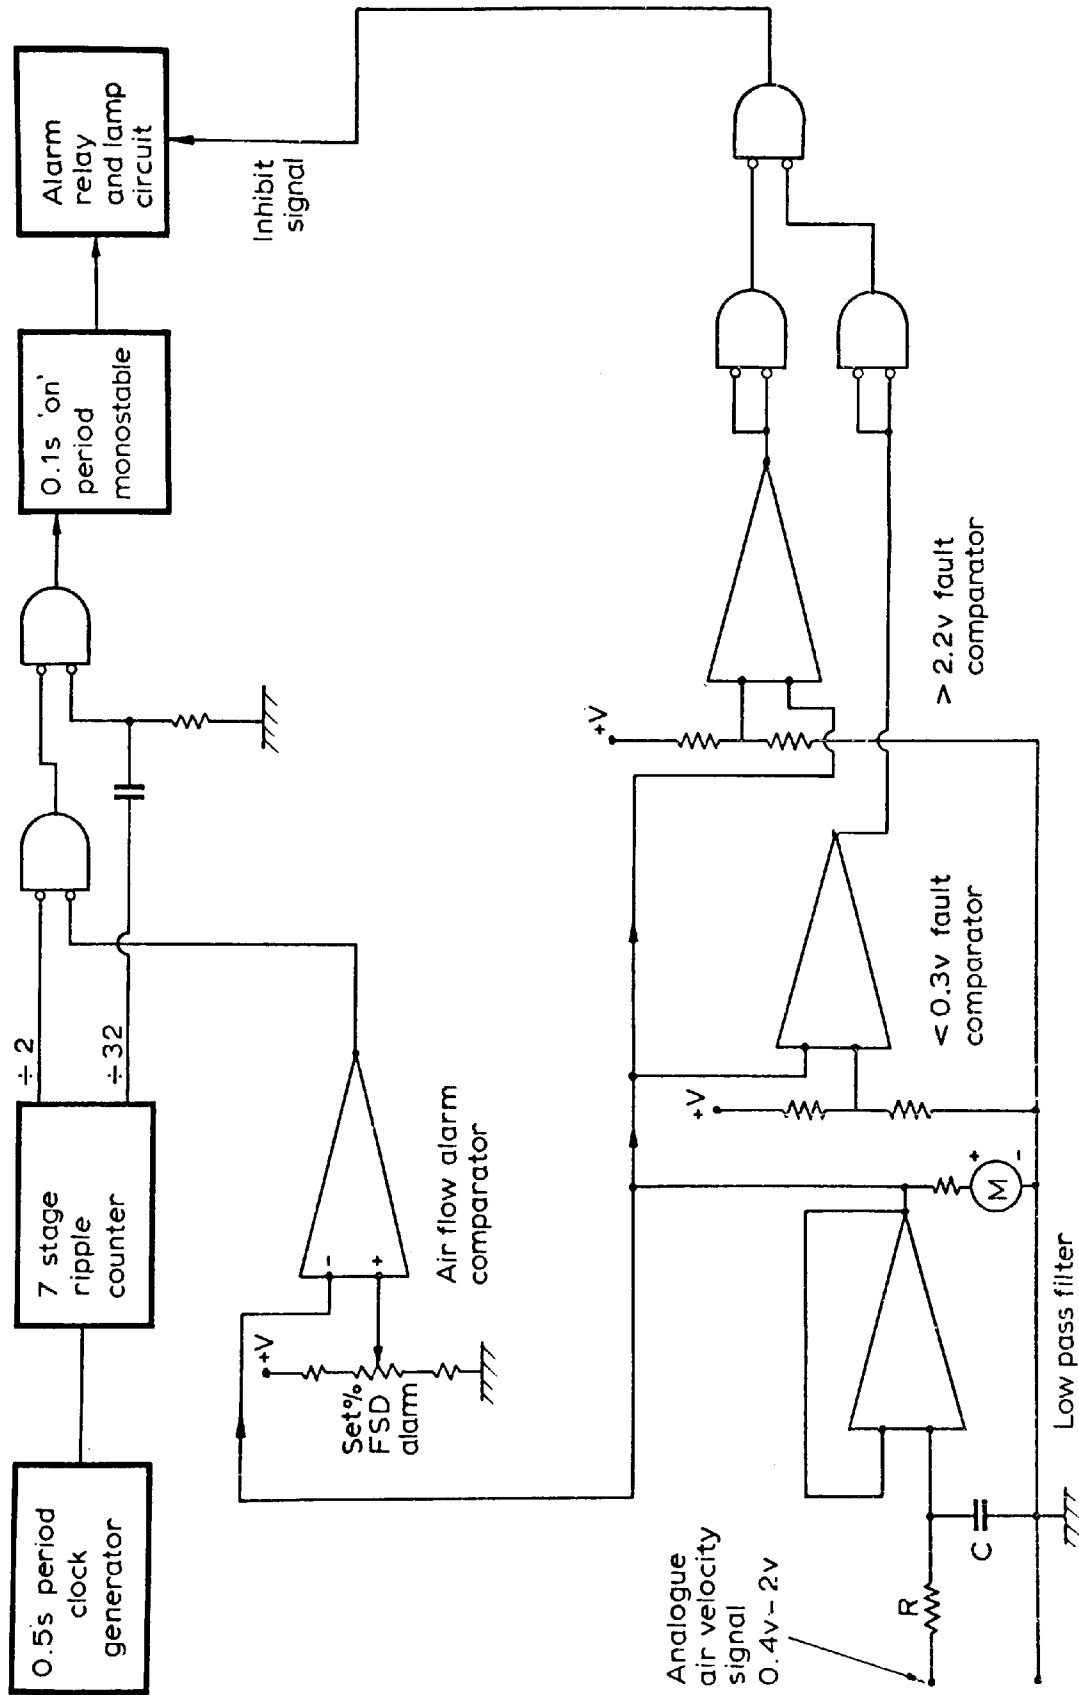 0.5s period
clock
generator
7 stage
ripple
counter
÷ 2
÷ 32
0.1s 'on'
period
monostable
Alarm
relay
and lamp
circuit
Inhibit
signal
+V
Set%
FSD
alarm
-
+
Air flow alarm
comparator
Analogue
air velocity
signal
0.4v-2v
R
C
Low pass filter
M
+
-
+V
< 0.3v fault
comparator
+V
> 2.2v fault
comparator